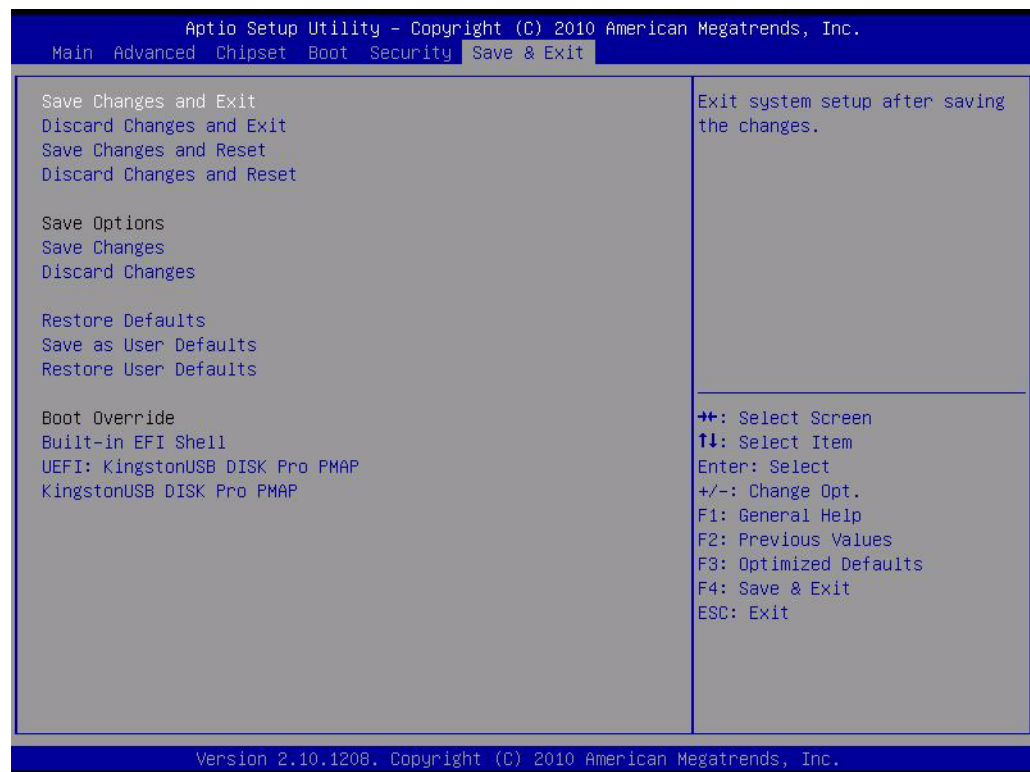 Aptio Setup Utility – Copyright (C) 2010 American Megatrends, Inc.
Main Advanced Chipset Boot Security Save & Exit
Save Changes and Exit
Discard Changes and Exit
Save Changes and Reset
Discard Changes and Reset
Save Options
Save Changes
Discard Changes
Restore Defaults
Save as User Defaults
Restore User Defaults
Boot Override
Built-in EFI Shell
UEFI: KingstonUSB DISK Pro PMAP
KingstonUSB DISK Pro PMAP
Exit system setup after saving
the changes.
→←: Select Screen
↑↓: Select Item
Enter: Select
+/-: Change Opt.
F1: General Help
F2: Previous Values
F3: Optimized Defaults
F4: Save & Exit
ESC: Exit
Version 2.10.1208. Copyright (C) 2010 American Megatrends, Inc.